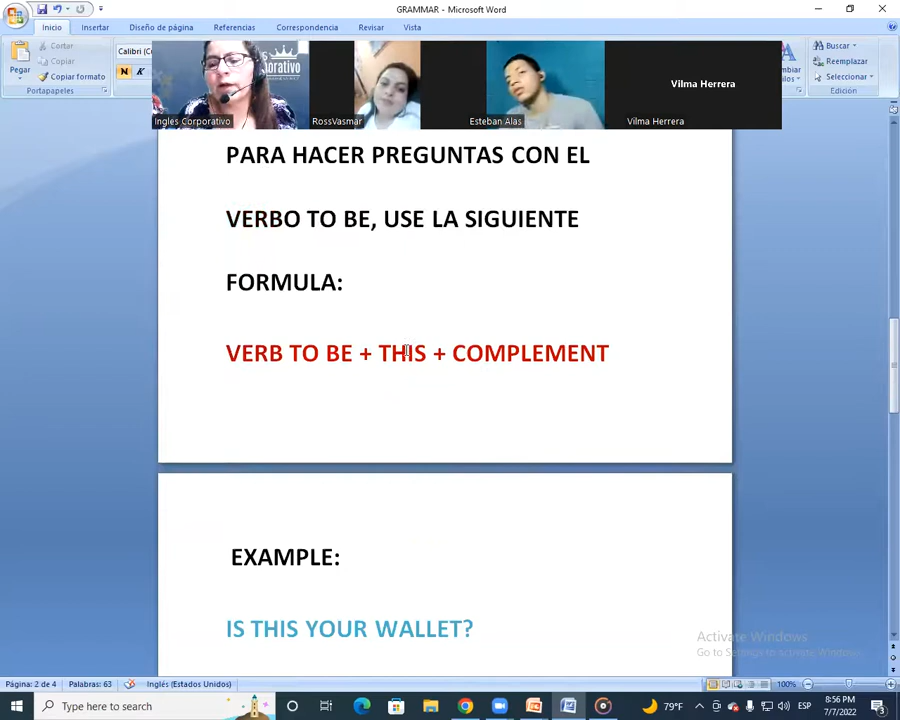 GRAMMAR - Microsoft Word
Inicio
Insertar
Diseño de página
Referencias
Correspondencia
Revisar
Vista
Pegar
Cortar
Copiar
Copiar formato
Portapapeles
Calibri (C
N
K
Buscar
Reemplazar
Seleccionar
Edición
Ingles Corporativo
RossVasmar
Esteban Alas
Vilma Herrera
Vilma Herrera
PARA HACER PREGUNTAS CON EL
VERBO TO BE, USE LA SIGUIENTE
FORMULA:
VERB TO BE + THIS + COMPLEMENT
EXAMPLE:
IS THIS YOUR WALLET?
Activate Windows
Go to Settings to activate Windows.
Página: 2 de 4
Palabras: 63
Inglés (Estados Unidos)
100%
Type here to search
79°F
ESP
8:56 PM
7/7/2022
3